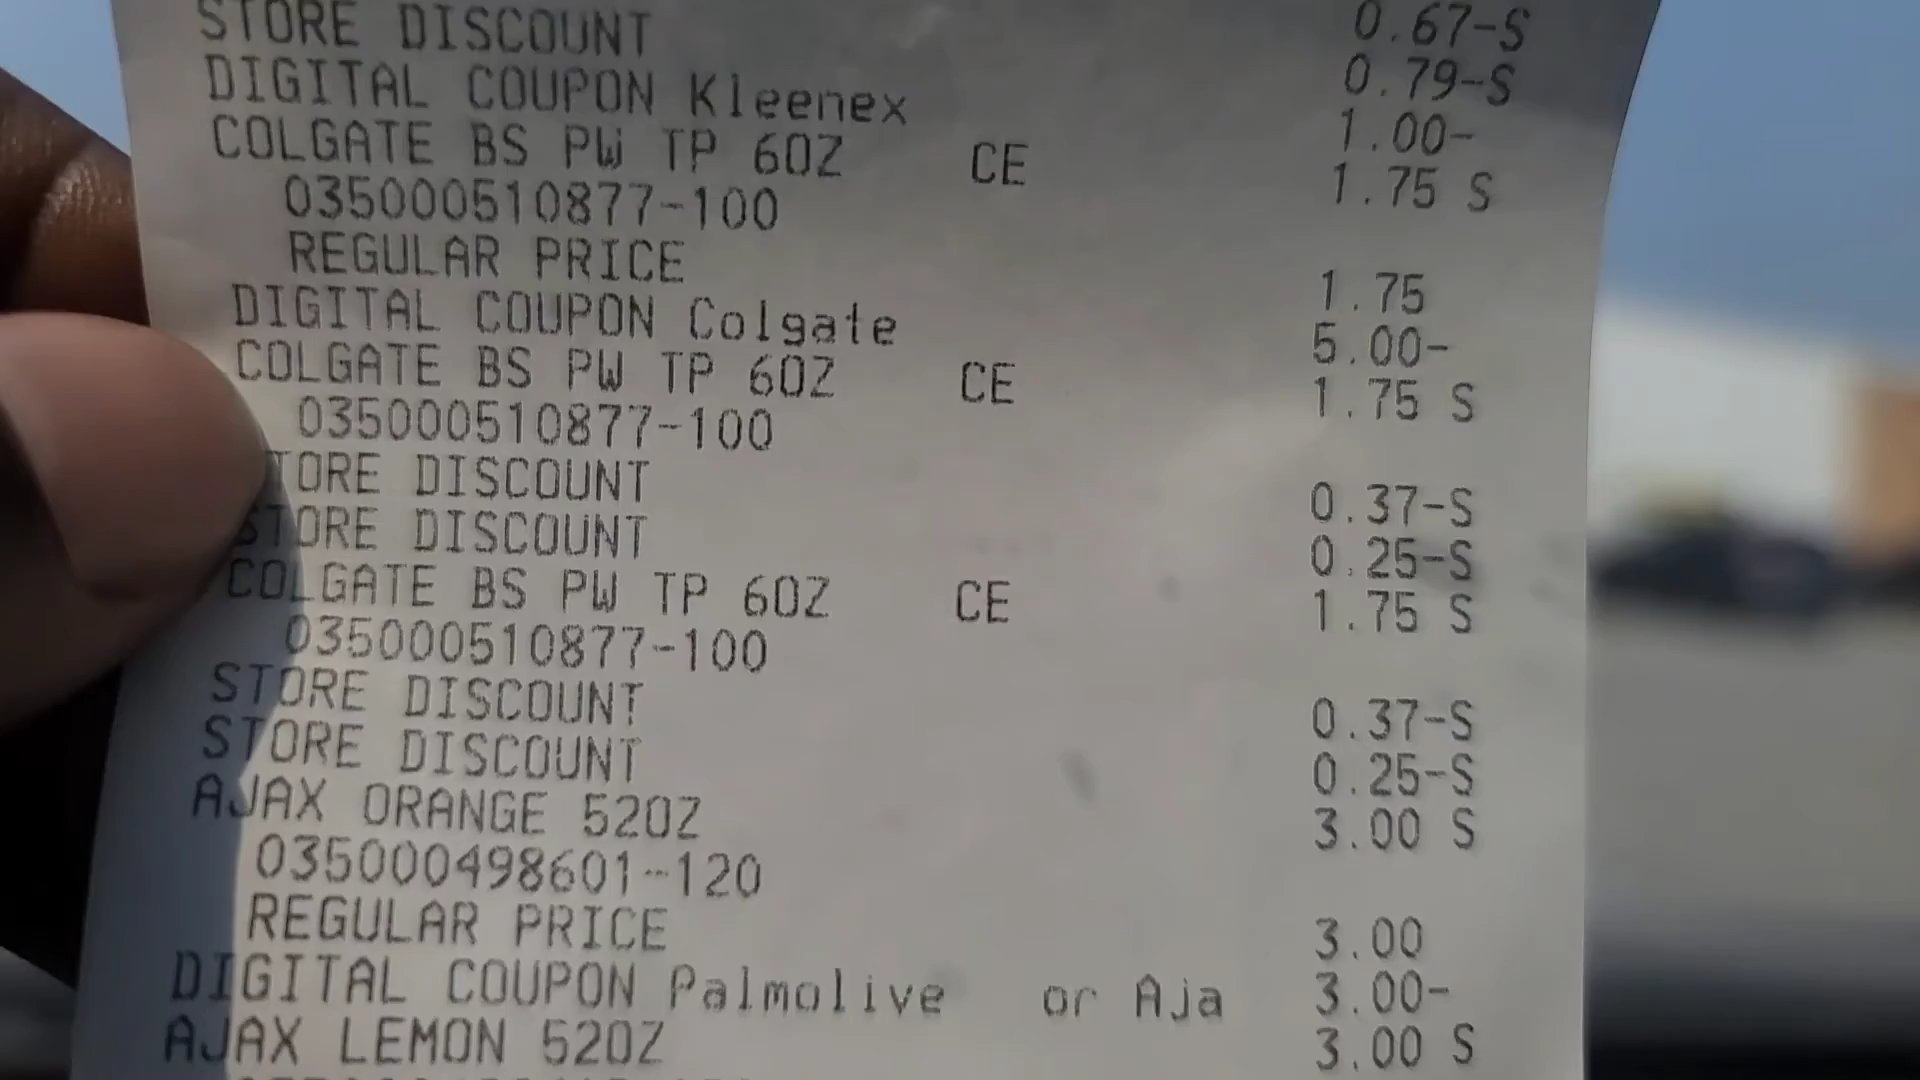 0.67-S
STORE DISCOUNT 0.79-S
DIGITAL COUPON Kleenex 1.00-
COLGATE BS PW TP 6OZ CE 1.75 S
035000510877-100
REGULAR PRICE 1.75
DIGITAL COUPON Colgate 5.00-
COLGATE BS PW TP 6OZ CE 1.75 S
035000510877-100
TORE DISCOUNT 0.37-S
STORE DISCOUNT 0.25-S
COLGATE BS PW TP 6OZ CE 1.75 S
035000510877-100
STORE DISCOUNT 0.37-S
STORE DISCOUNT 0.25-S
AJAX ORANGE 52OZ 3.00 S
035000498601-120
REGULAR PRICE 3.00
DIGITAL COUPON Palmolive or Aja 3.00-
AJAX LEMON 52OZ 3.00 S